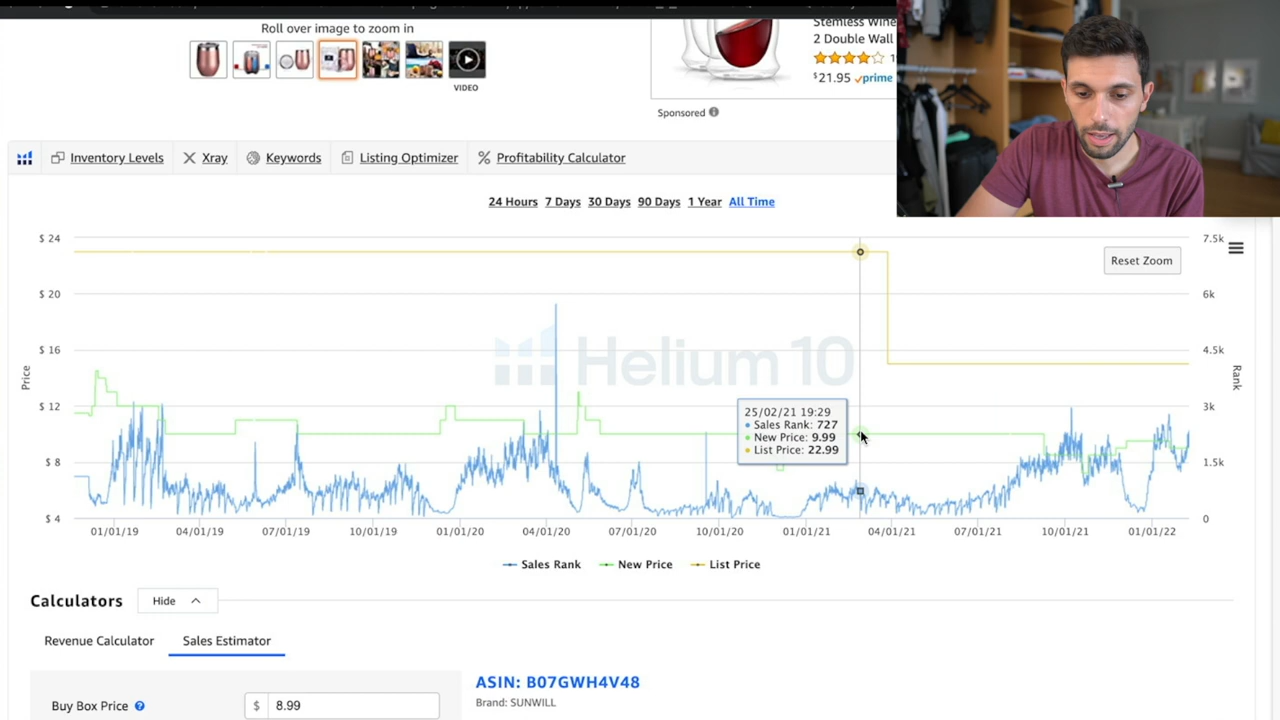 Roll over image to zoom in
VIDEO
Stemless Wine
2 Double Wall
$21.95 prime
Sponsored
Inventory Levels Xray Keywords Listing Optimizer Profitability Calculator
24 Hours 7 Days 30 Days 90 Days 1 Year All Time
Reset Zoom
$ 24
$ 20
$ 16
$ 12
$ 8
$ 4
Price
7.5k
6k
4.5k
3k
1.5k
0
Rank
Helium 10
25/02/21 19:29
Sales Rank: 727
New Price: 9.99
List Price: 22.99
01/01/19 04/01/19 07/01/19 10/01/19 01/01/20 04/01/20 07/01/20 10/01/20 01/01/21 04/01/21 07/01/21 10/01/21 01/01/22
Sales Rank New Price List Price
Calculators Hide
Revenue Calculator Sales Estimator
Buy Box Price ? $ 8.99
ASIN: B07GWH4V48
Brand: SUNWILL